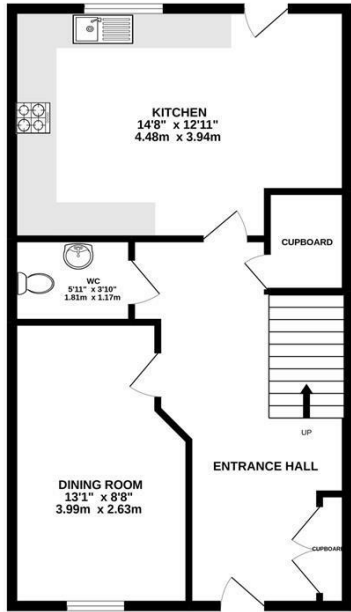 KITCHEN
14'8" x 12'11"
4.48m x 3.94m
CUPBOARD
WC
5'11" x 3'10"
1.81m x 1.17m
UP
ENTRANCE HALL
DINING ROOM
13'1" x 8'8"
3.99m x 2.63m
CUPBOARD